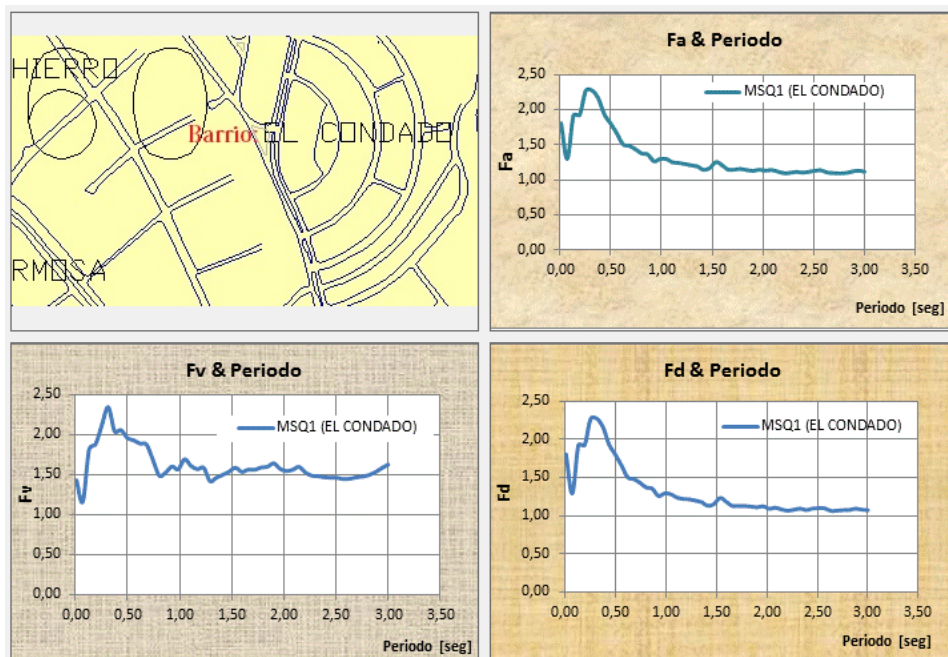 HIERRO
Barrio: EL CONDADO
RMOSA
Fa & Periodo
2,50
MSQ1 (EL CONDADO)
2,00
1,50
Fa
1,00
0,50
0,00
0,00 0,50 1,00 1,50 2,00 2,50 3,00 3,50
Periodo [seg]
Fv & Periodo
2,50
MSQ1 (EL CONDADO)
2,00
1,50
Fv
1,00
0,50
0,00
0,00 0,50 1,00 1,50 2,00 2,50 3,00 3,50
Periodo [seg]
Fd & Periodo
2,50
MSQ1 (EL CONDADO)
2,00
1,50
Fd
1,00
0,50
0,00
0,00 0,50 1,00 1,50 2,00 2,50 3,00 3,50
Periodo [seg]